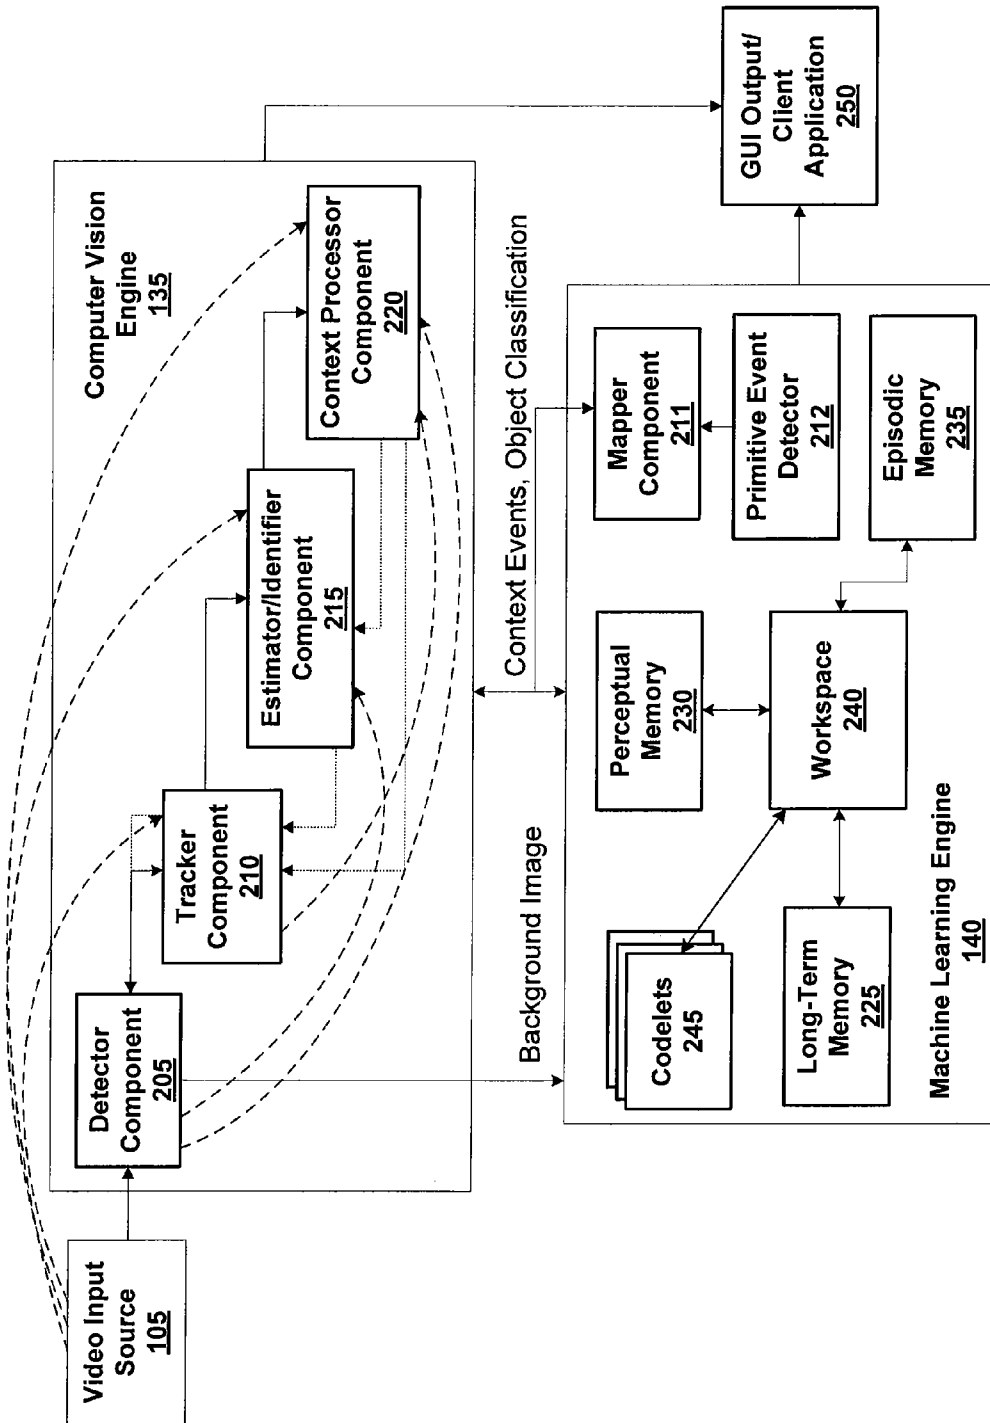 Video Input
Source
105
Computer Vision
Engine
135
Detector
Component
205
Tracker
Component
210
Estimator/Identifier
Component
215
Context Processor
Component
220
Background Image
Context Events, Object Classification
GUI Output/
Client
Application
250
Codelets
245
Long-Term
Memory
225
Perceptual
Memory
230
Workspace
240
Mapper
Component
211
Primitive Event
Detector
212
Episodic
Memory
235
Machine Learning Engine
140